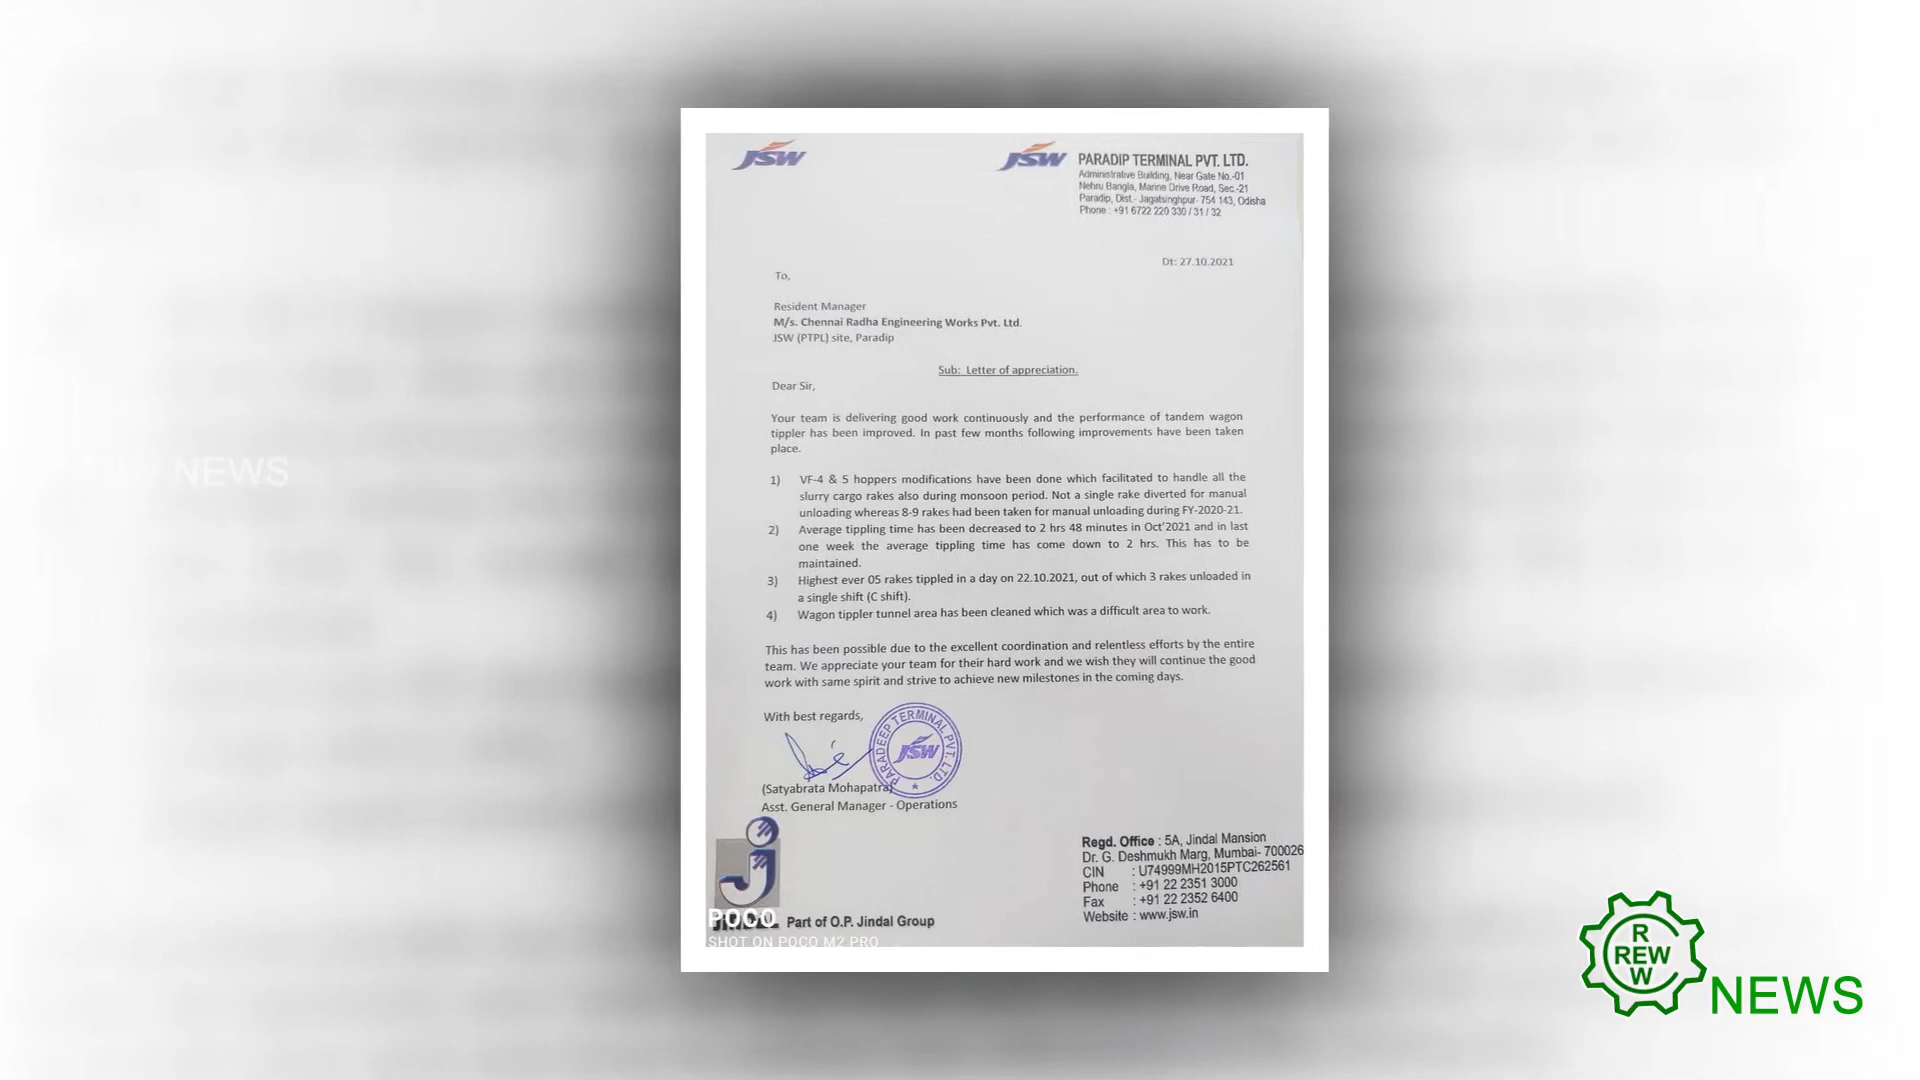 JSW
JSW
PARADIP TERMINAL PVT. LTD.
Administrative Building, Near Gate No.-01
Nehru Bangla, Marine Drive Road, Sec.-21
Paradip, Dist.- Jagatsinghpur- 754 143, Odisha
Phone : +91 6722 220 330 / 31 / 32
Dt: 27.10.2021
To,
Resident Manager
M/s. Chennai Radha Engineering Works Pvt. Ltd.
JSW (PTPL) site, Paradip
Sub: Letter of appreciation.
Dear Sir,
Your team is delivering good work continuously and the performance of tandem wagon
tippler has been improved. In past few months following improvements have been taken
place.
1) VF-4 & 5 hoppers modifications have been done which facilitated to handle all the
slurry cargo rakes also during monsoon period. Not a single rake diverted for manual
unloading whereas 8-9 rakes had been taken for manual unloading during FY-2020-21.
2) Average tippling time has been decreased to 2 hrs 48 minutes in Oct'2021 and in last
one week the average tippling time has come down to 2 hrs. This has to be
maintained.
3) Highest ever 05 rakes tippled in a day on 22.10.2021, out of which 3 rakes unloaded in
a single shift (C shift).
4) Wagon tippler tunnel area has been cleaned which was a difficult area to work.
This has been possible due to the excellent coordination and relentless efforts by the entire
team. We appreciate your team for their hard work and we wish they will continue the good
work with same spirit and strive to achieve new milestones in the coming days.
With best regards,
PARADEEP TERMINAL PVT. LTD.
JSW
(Satyabrata Mohapatra)
Asst. General Manager - Operations
Regd. Office : 5A, Jindal Mansion
Dr. G. Deshmukh Marg, Mumbai- 700026
CIN : U74999MH2015PTC262561
Phone : +91 22 2351 3000
Fax : +91 22 2352 6400
Website : www.jsw.in
POCO
JINDAL Part of O.P. Jindal Group
SHOT ON POCO M2 PRO
NEWS
R
REW
W
NEWS